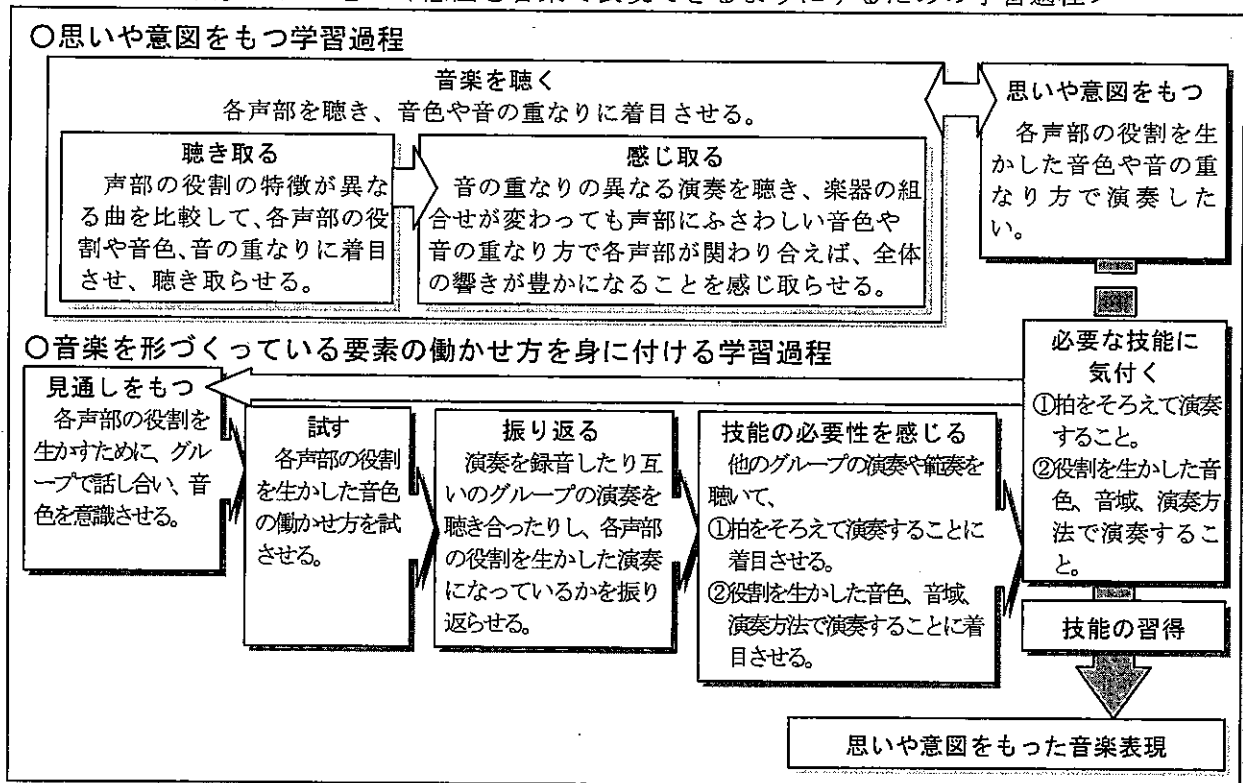 意図を音楽で表現できるようにするための学習過程＞
○思いや意図をもつ学習過程
音楽を聴く
各声部を聴き、音色や音の重なりに着目させる。
聴き取る
声部の役割の特徴が異な
る曲を比較して、各声部の役
割や音色、音の重なりに着目
させ、聴き取らせる。
感じ取る
音の重なりの異なる演奏を聴き、楽器の組
合せが変わっても声部にふさわしい音色や
音の重なり方で各声部が関わり合えば、全体
の響きが豊かになることを感じ取らせる。
思いや意図をもつ
各声部の役割を生
かした音色や音の重
なり方で演奏した
い。
○音楽を形づくっている要素の働かせ方を身に付ける学習過程
見通しをもつ
各声部の役割を
生かすために、グル
ープで話し合い、音
色を意識させる。
試す
各声部の役割
を生かした音色
の働かせ方を試
させる。
振り返る
演奏を録音したり互
いのグループの演奏を
聴き合ったりし、各声部
の役割を生かした演奏
になっているかを振り
返らせる。
技能の必要性を感じる
他のグループの演奏や範奏を
聴いて、
①拍をそろえて演奏することに
着目させる。
②役割を生かした音色、音域、
演奏方法で演奏することに着
目させる。
必要な技能に
気付く
①拍をそろえて演奏
すること。
②役割を生かした音
色、音域、演奏方
法で演奏するこ
と。
技能の習得
思いや意図をもった音楽表現